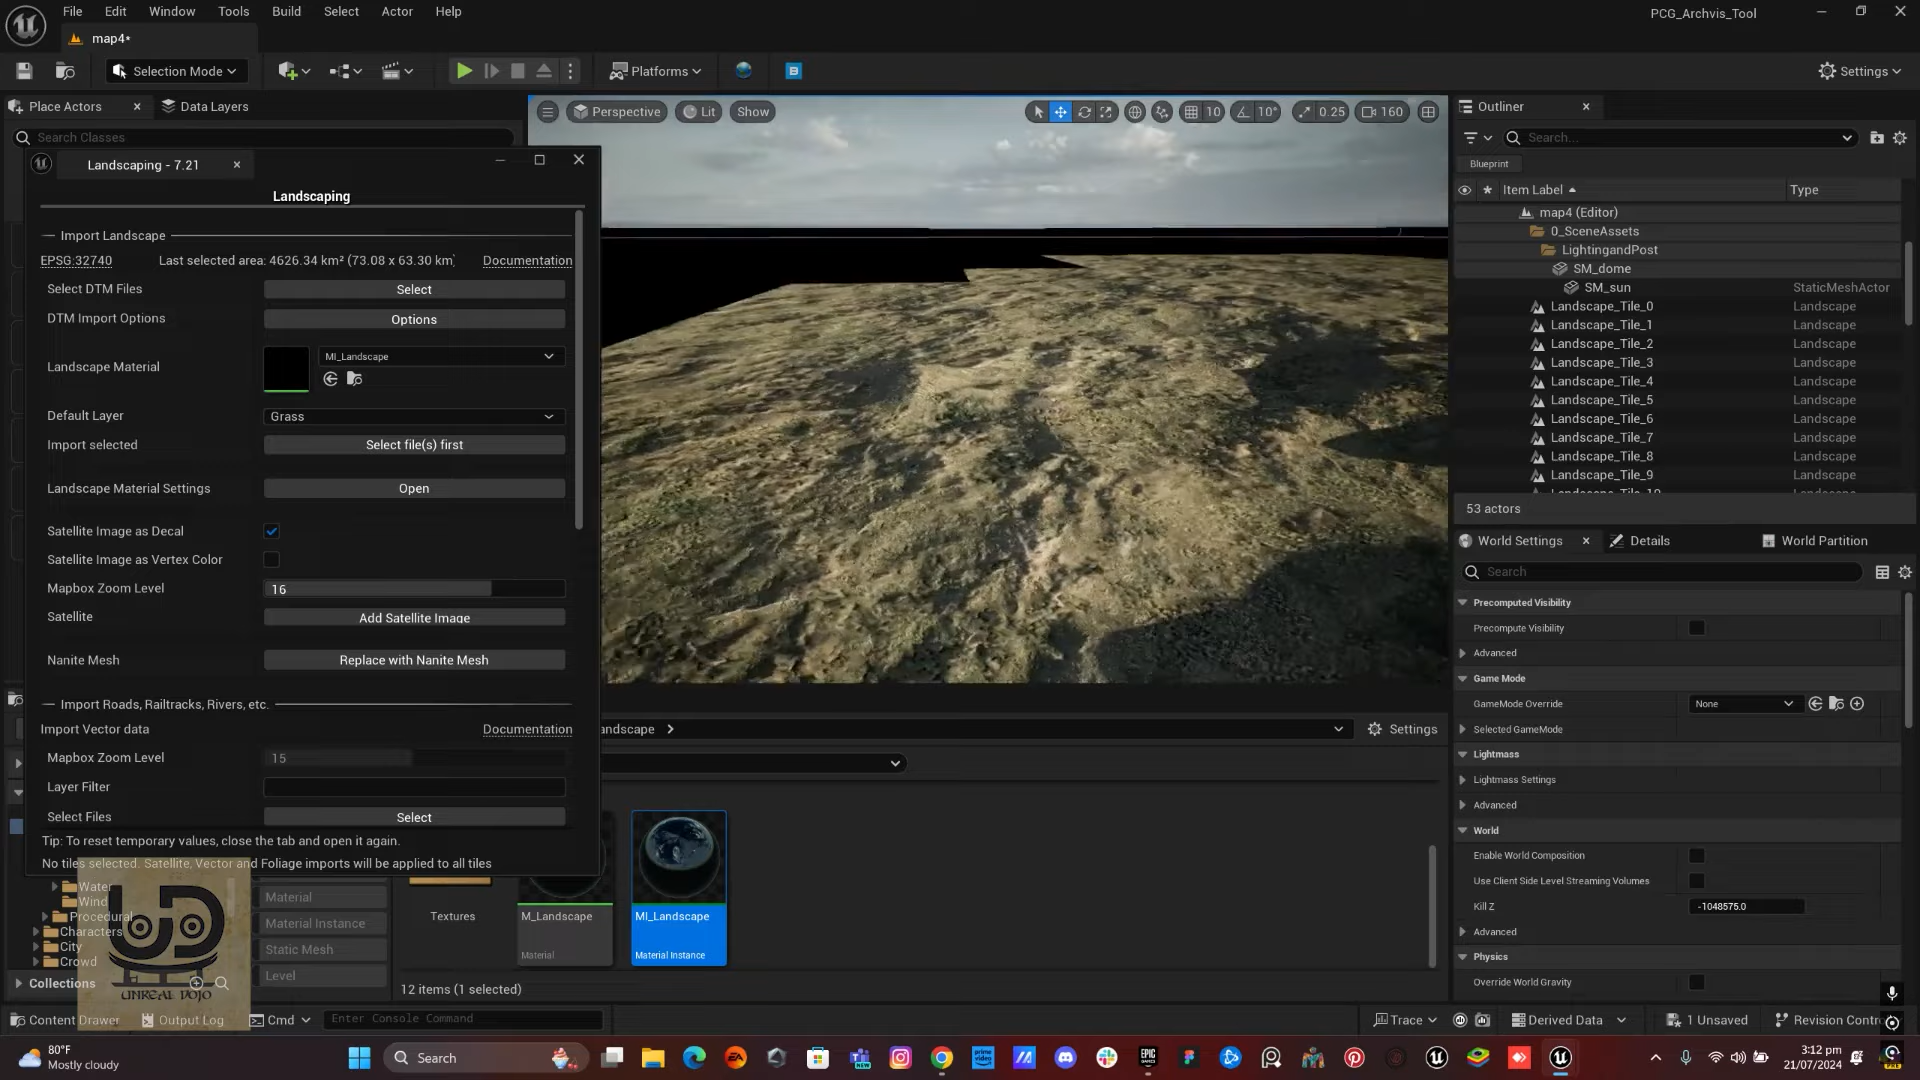 File Edit Window Tools Build Select Actor Help
PCG_Archvis_Tool
map4*
Selection Mode
Platforms
Settings
Place Actors
Data Layers
Search Classes
Perspective
Lit
Show
10
10°
0.25
160
Landscaping - 7.21
Landscaping
Import Landscape
EPSG:32740
Last selected area: 4626.34 km² (73.08 x 63.30 km)
Documentation
Select DTM Files
Select
DTM Import Options
Options
Landscape Material
MI_Landscape
Default Layer
Grass
Import selected
Select file(s) first
Landscape Material Settings
Open
Satellite Image as Decal
Satellite Image as Vertex Color
Mapbox Zoom Level
16
Satellite
Add Satellite Image
Nanite Mesh
Replace with Nanite Mesh
Import Roads, Railtracks, Rivers, etc.
Import Vector data
Documentation
Mapbox Zoom Level
15
Layer Filter
Select Files
Select
Tip: To reset temporary values, close the tab and open it again.
No tiles selected. Satellite, Vector and Foliage imports will be applied to all tiles
Water
Wind
Procedural
Characters
City
Crowd
Collections
UNREAL DOJO
Material
Material Instance
Static Mesh
Level
andscape
Settings
Textures
M_Landscape
Material
MI_Landscape
Material Instance
12 items (1 selected)
Outliner
Search...
Blueprint
Item Label
Type
map4 (Editor)
0_SceneAssets
LightingandPost
SM_dome
SM_sun StaticMeshActor
Landscape_Tile_0 Landscape
Landscape_Tile_1 Landscape
Landscape_Tile_2 Landscape
Landscape_Tile_3 Landscape
Landscape_Tile_4 Landscape
Landscape_Tile_5 Landscape
Landscape_Tile_6 Landscape
Landscape_Tile_7 Landscape
Landscape_Tile_8 Landscape
Landscape_Tile_9 Landscape
53 actors
World Settings
Details
World Partition
Search
Precomputed Visibility
Precompute Visibility
Advanced
Game Mode
GameMode Override
None
Selected GameMode
Lightmass
Lightmass Settings
Advanced
World
Enable World Composition
Use Client Side Level Streaming Volumes
Kill Z
-1048575.0
Advanced
Physics
Override World Gravity
Content Drawer
Output Log
Cmd
Enter Console Command
Trace
Derived Data
1 Unsaved
Revision Contr
80°F
Mostly cloudy
Search
3:12 pm
21/07/2024